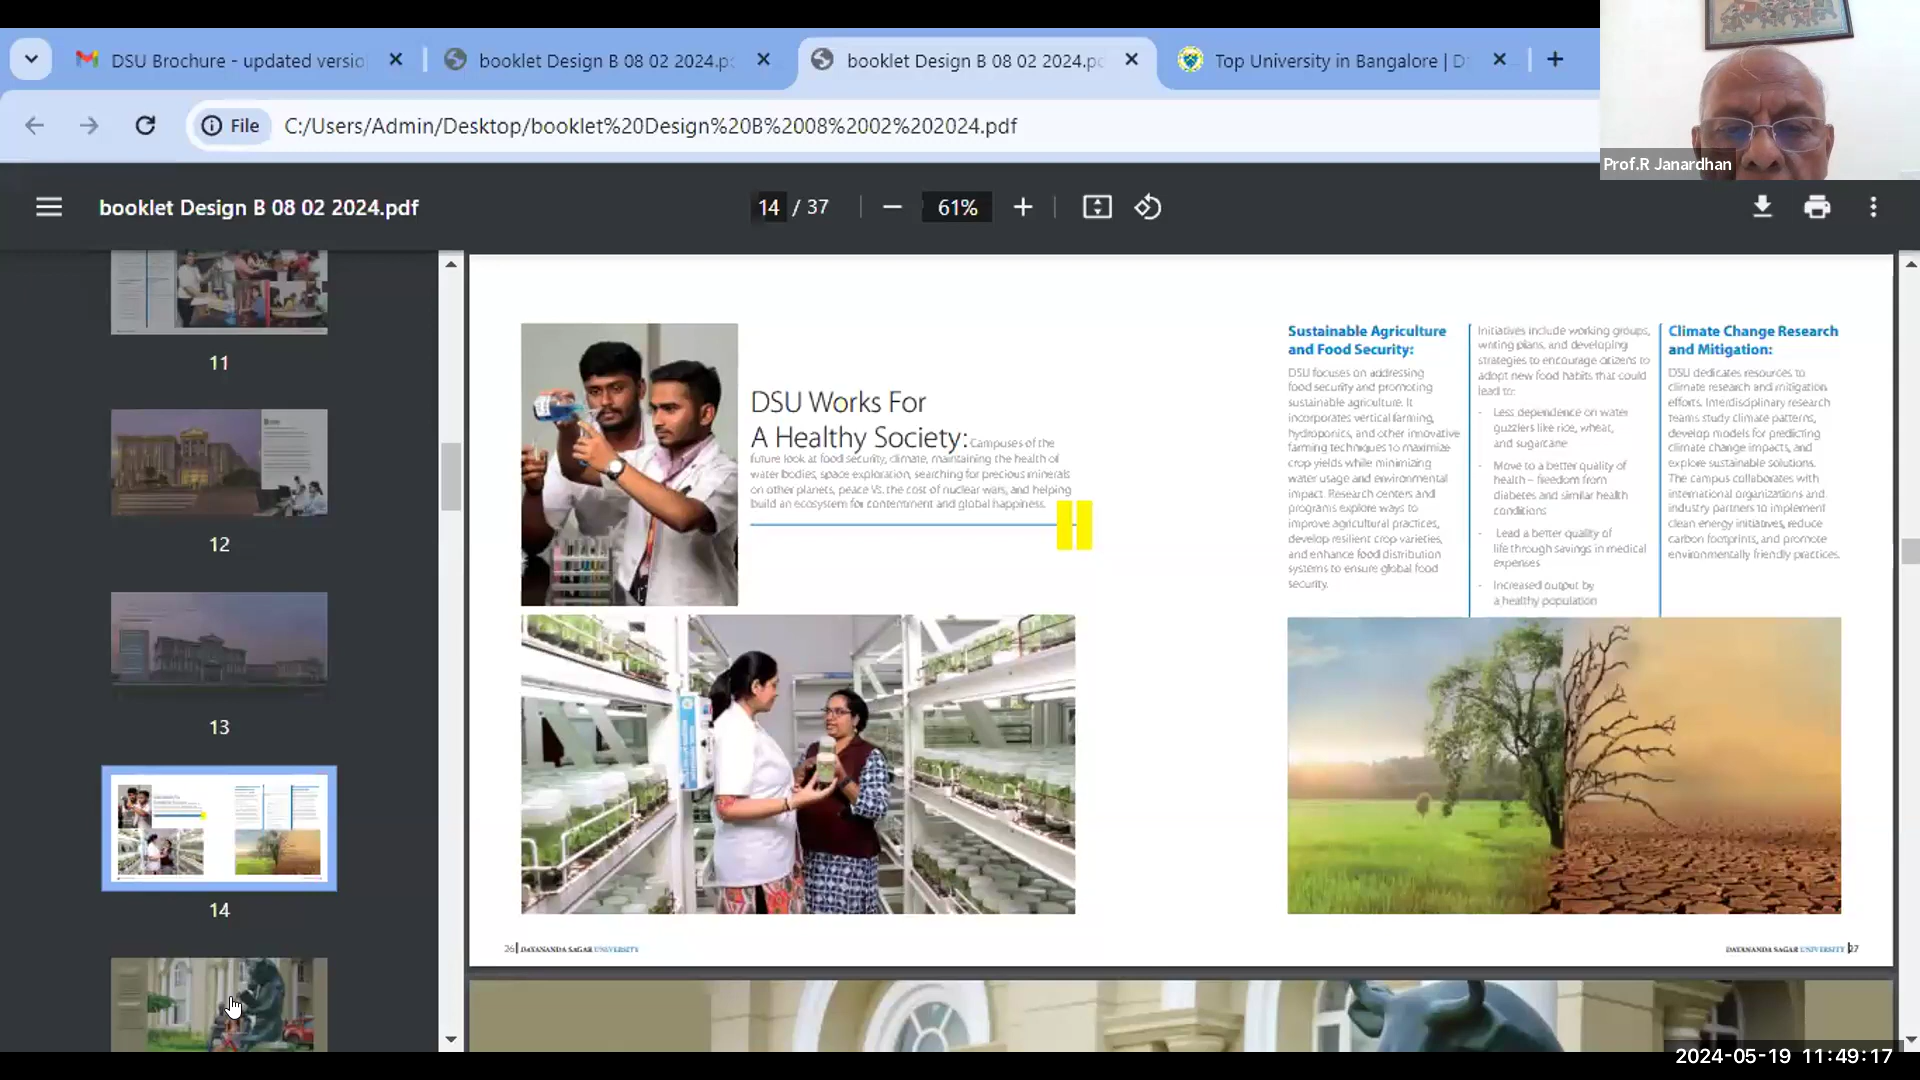 DSU Brochure - updated versio
booklet Design B 08 02 2024.p
booklet Design B 08 02 2024.pd
Top University in Bangalore | D
File
C:/Users/Admin/Desktop/booklet%20Design%20B%2008%2002%202024.pdf
Prof.R Janardhan
booklet Design B 08 02 2024.pdf
14 / 37
61%
11
12
13
14
DSU Works For
A Healthy Society: Campuses of the
future look at food security, climate, maintaining the health of
water bodies, space exploration, searching for precious minerals
on other planets, peace Vs. the cost of nuclear wars, and helping
build an ecosystem for contentment and global happiness.
Sustainable Agriculture
and Food Security:
DSU focuses on addressing
food security and promoting
sustainable agriculture. It
incorporates vertical farming,
hydroponics, and other innovative
farming techniques to maximize
crop yields while minimizing
water usage and environmental
impact. Research centers and
programs explore ways to
improve agricultural practices,
develop resilient crop varieties,
and enhance food distribution
systems to ensure global food
security.
Initiatives include working groups,
writing plans, and developing
strategies to encourage citizens to
adopt new food habits that could
lead to:
- Less dependence on water
guzzlers like rice, wheat,
and sugarcane
- Move to a better quality of
health – freedom from
diabetes and similar health
conditions
- Lead a better quality of
life through savings in medical
expenses
- Increased output by
a healthy population
Climate Change Research
and Mitigation:
DSU dedicates resources to
climate research and mitigation
efforts. Interdisciplinary research
teams study climate patterns,
develop models for predicting
climate change impacts, and
explore sustainable solutions.
The campus collaborates with
international organizations and
industry partners to implement
clean energy initiatives, reduce
carbon footprints, and promote
environmentally friendly practices.
26 | DAYANANDA SAGAR UNIVERSITY
DAYANANDA SAGAR UNIVERSITY | 27
2024-05-19 11:49:17